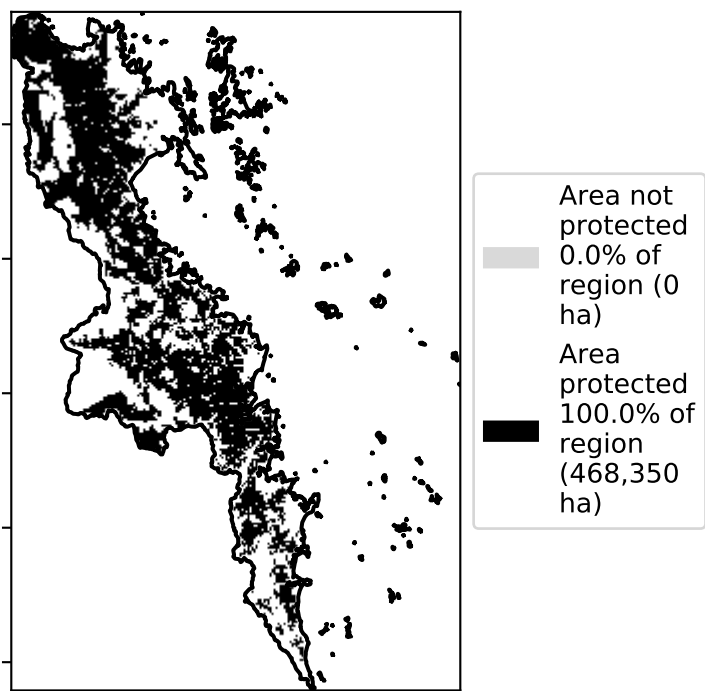 Area not
protected
0.0% of
region (0
ha)
Area
protected
100.0% of
region
(468,350
ha)